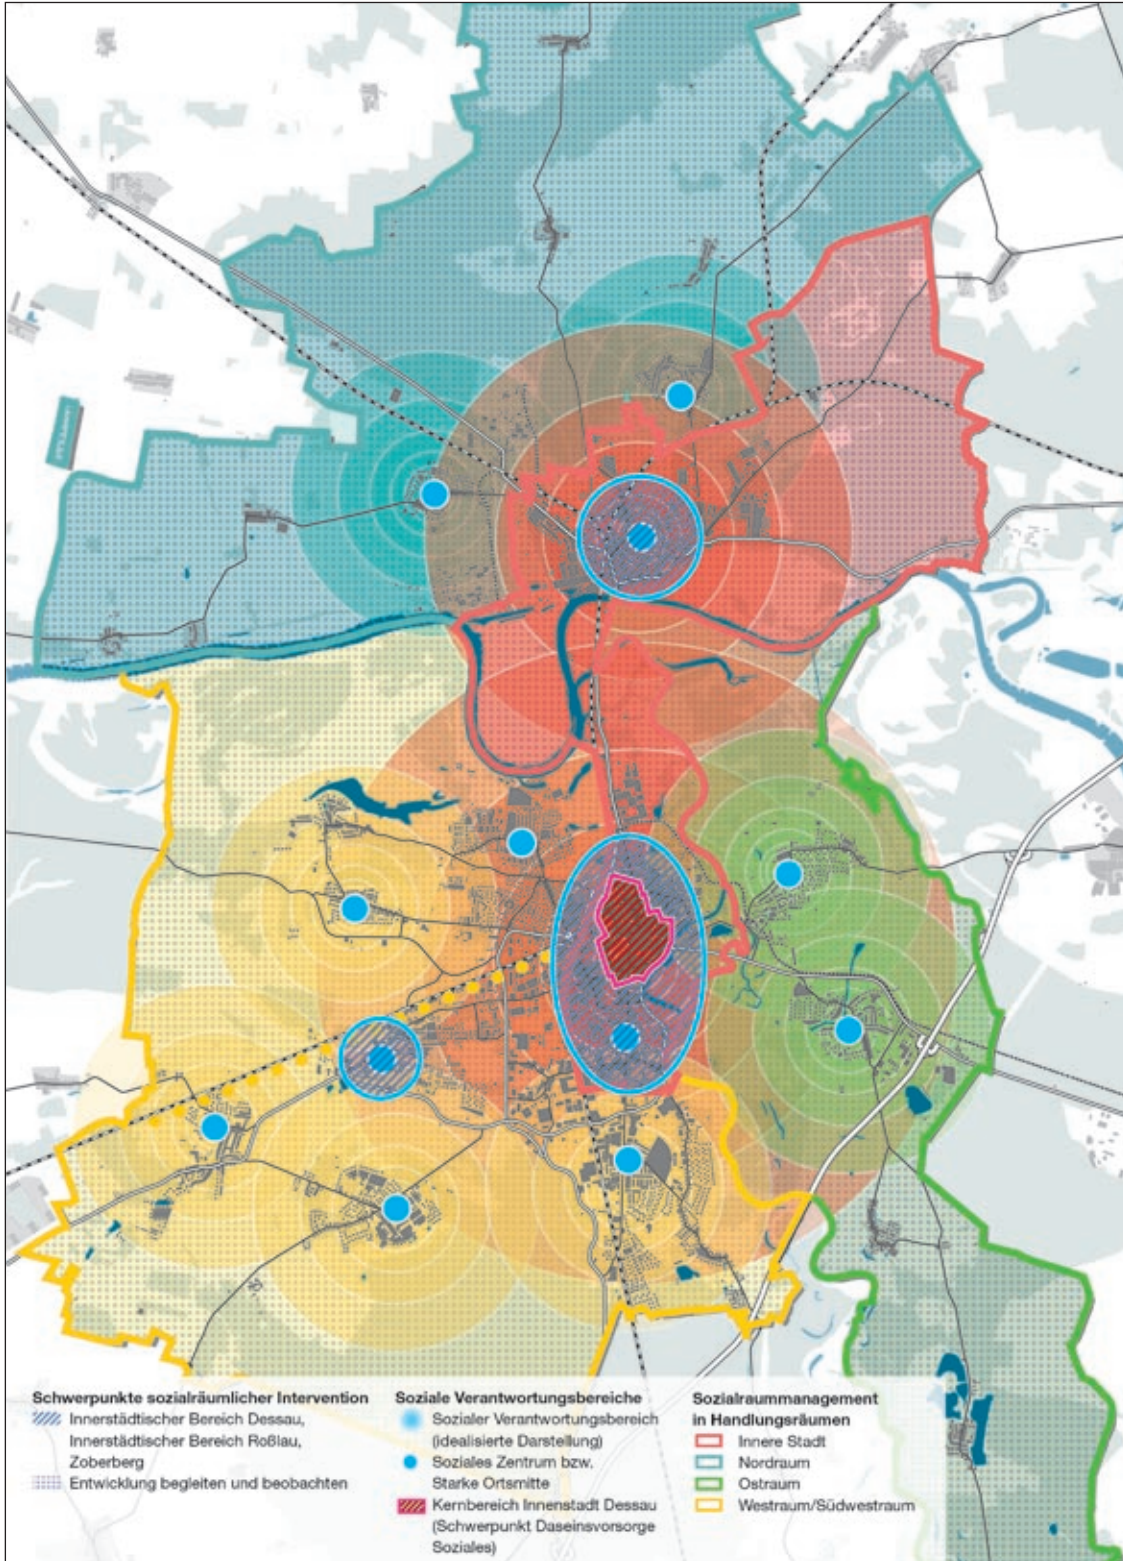 Schwerpunkte sozialräumlicher Intervention
Innerstädtischer Bereich Dessau,
Innerstädtischer Bereich Roßlau,
Zoberberg
Entwicklung begleiten und beobachten
Soziale Verantwortungsbereiche
Sozialer Verantwortungsbereich
(idealisierte Darstellung)
Soziales Zentrum bzw.
Starke Ortsmitte
Kernbereich Innenstadt Dessau
(Schwerpunkt Daseinsvorsorge
Soziales)
Sozialraummanagement
in Handlungsräumen
Innere Stadt
Nordraum
Ostraum
Westraum/Südwestraum